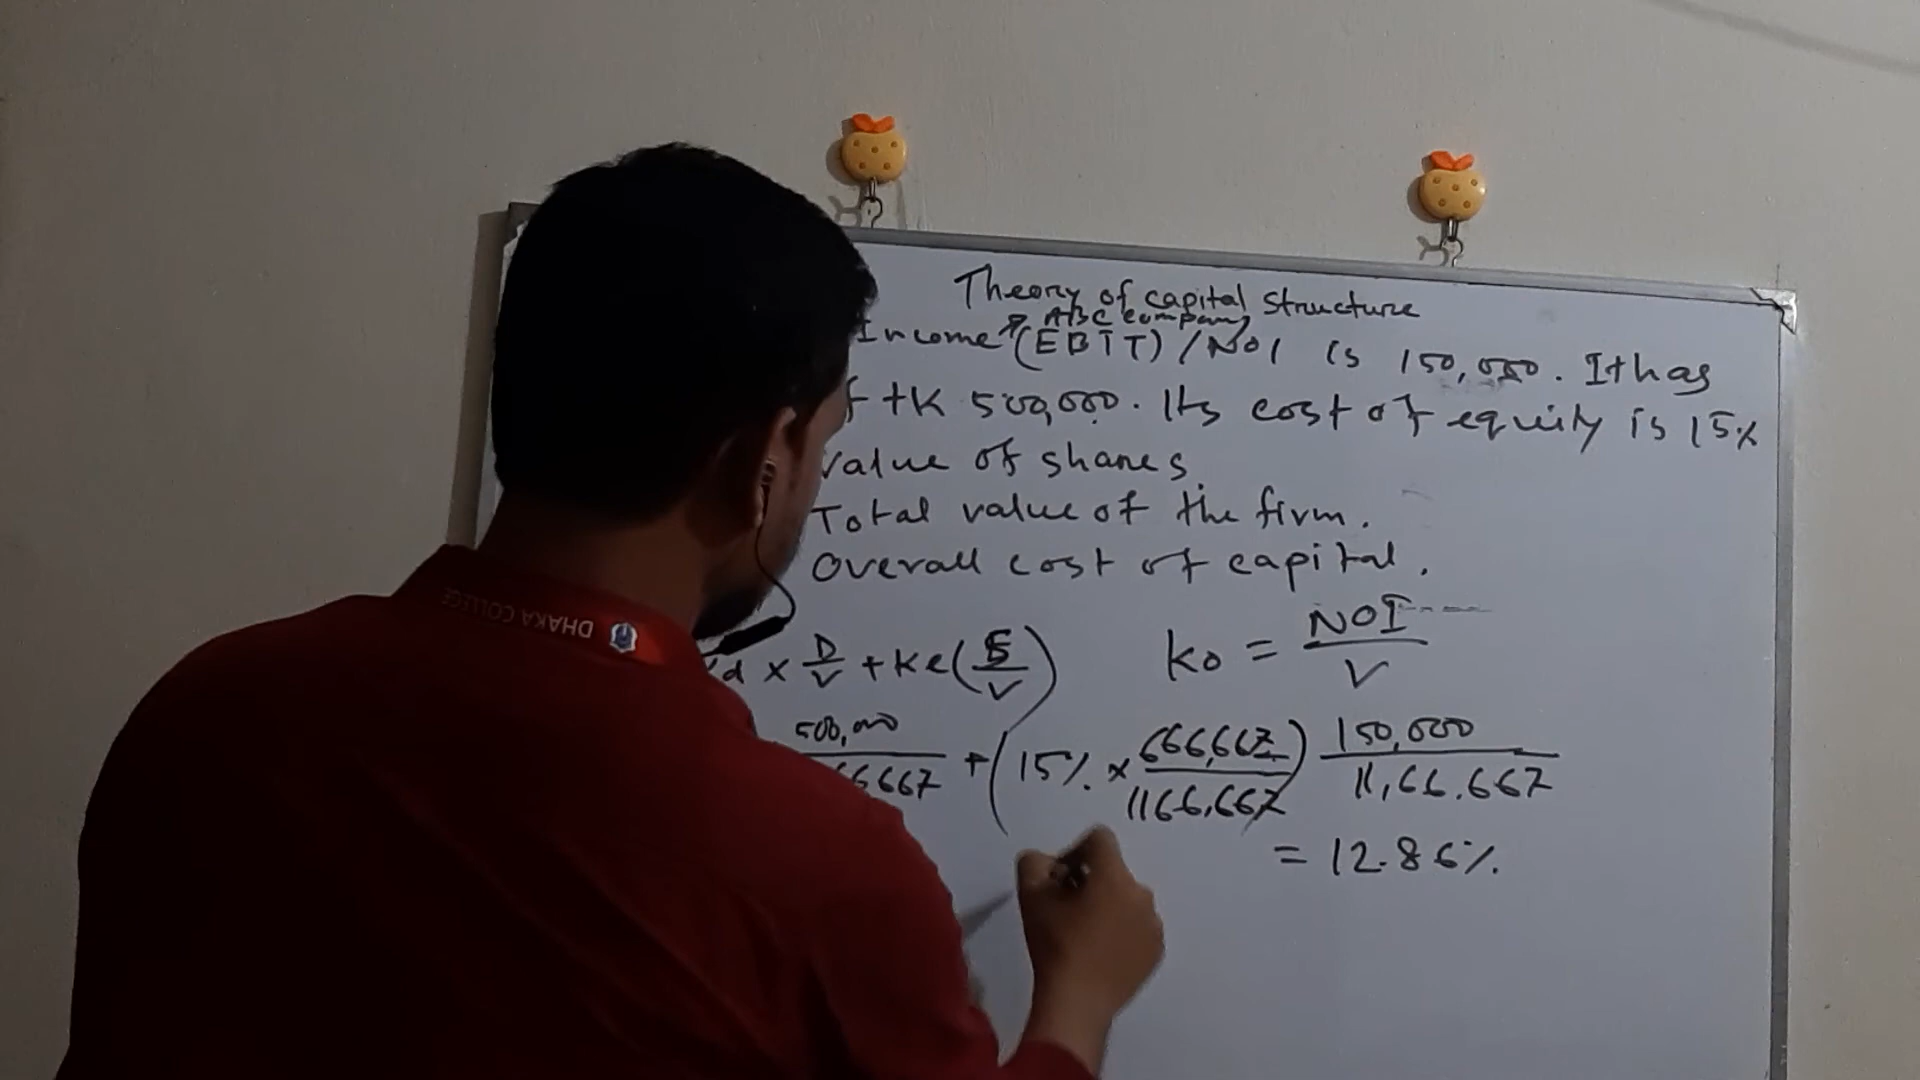 Theory of capital structure
ABC company
Income (EBIT) / NOI is 150,000. It has
f tk 500,000. Its cost of equity is 15%
value of shares
Total value of the firm.
Overall cost of capital.
d x D/V + Ke (S/V)
ko = NOI/V
500,000 / 66667 + (15% x 666,667 / 1166,667)
150,000 / 11,66.667
= 12.86%
DHAKA COLLEGE